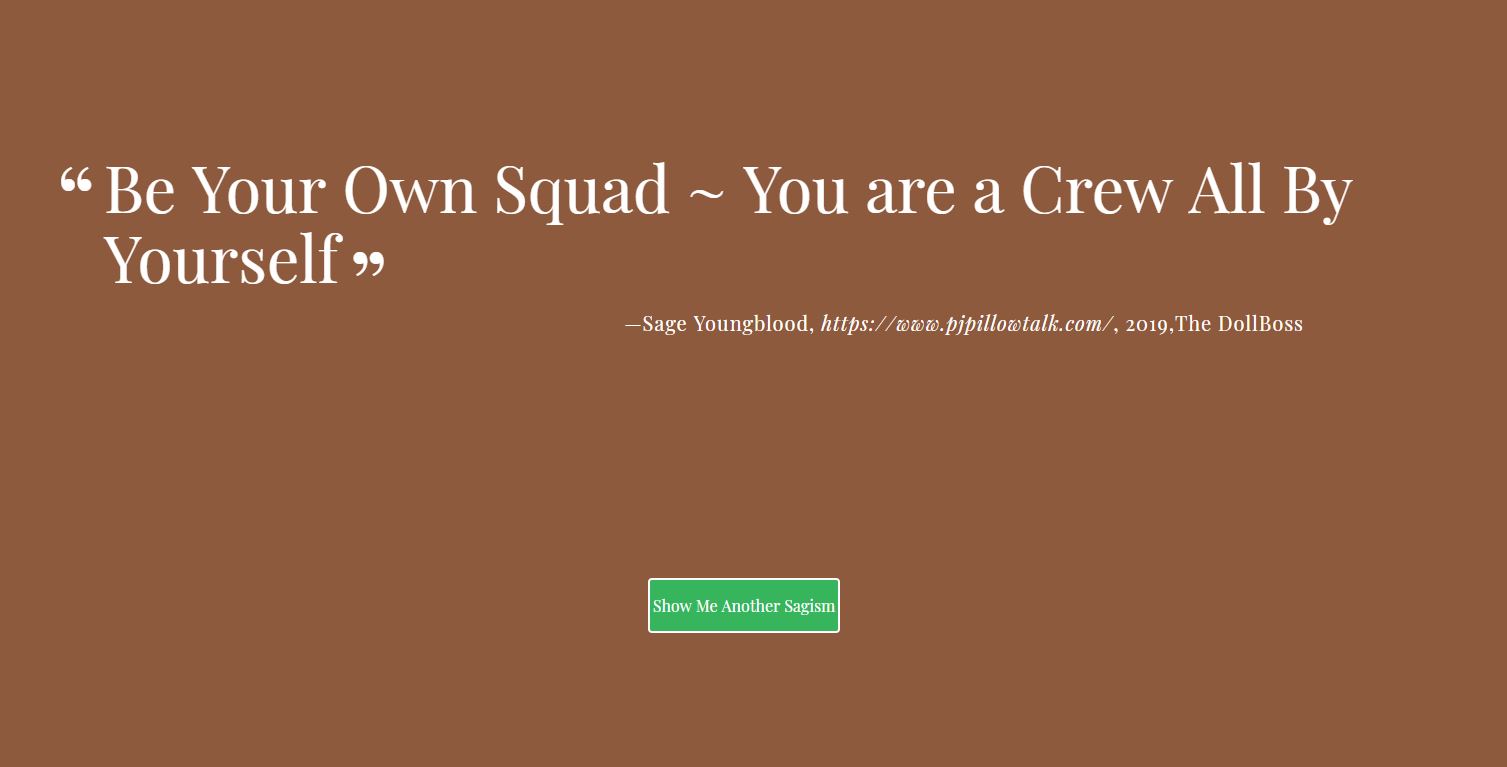 “ Be Your Own Squad ~ You are a Crew All By
Yourself ”
—Sage Youngblood, https://www.pjpillowtalk.com/, 2019,The DollBoss
Show Me Another Sagism